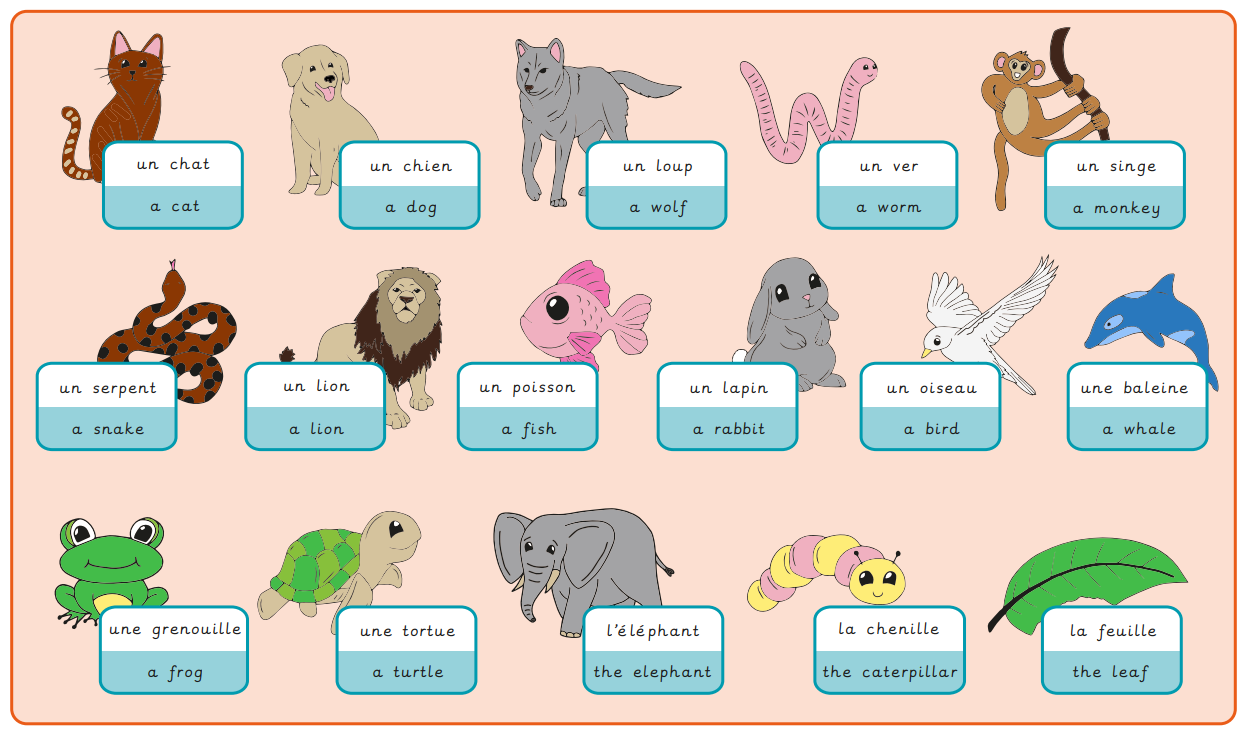 un chat
a cat
un chien
a dog
un loup
a wolf
un ver
a worm
un singe
a monkey
un serpent
a snake
un lion
a lion
un poisson
a fish
un lapin
a rabbit
un oiseau
a bird
une baleine
a whale
une grenouille
a frog
une tortue
a turtle
l'éléphant
the elephant
la chenille
the caterpillar
la feuille
the leaf